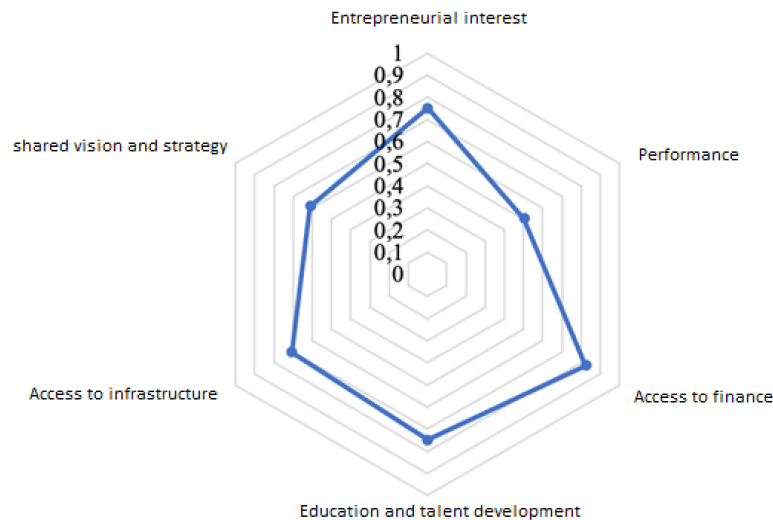 Entrepreneurial interest
1
0,9
0,8
0,7
shared vision and strategy
0,6
Performance
0,5
0,4
0,3
0,2
0,1
0
Access to infrastructure
Access to finance
Education and talent development